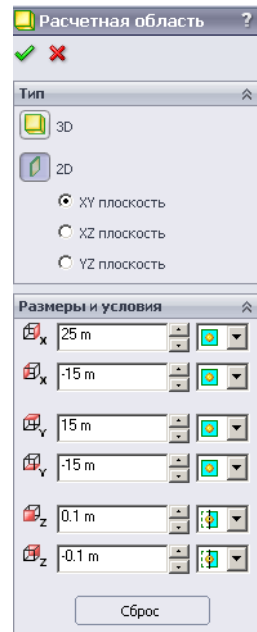 Расчетная область ?
Тип
3D
2D
XY плоскость
XZ плоскость
YZ плоскость
Размеры и условия
X 25 m
X -15 m
Y 15 m
Y -15 m
Z 0.1 m
Z -0.1 m
Сброс